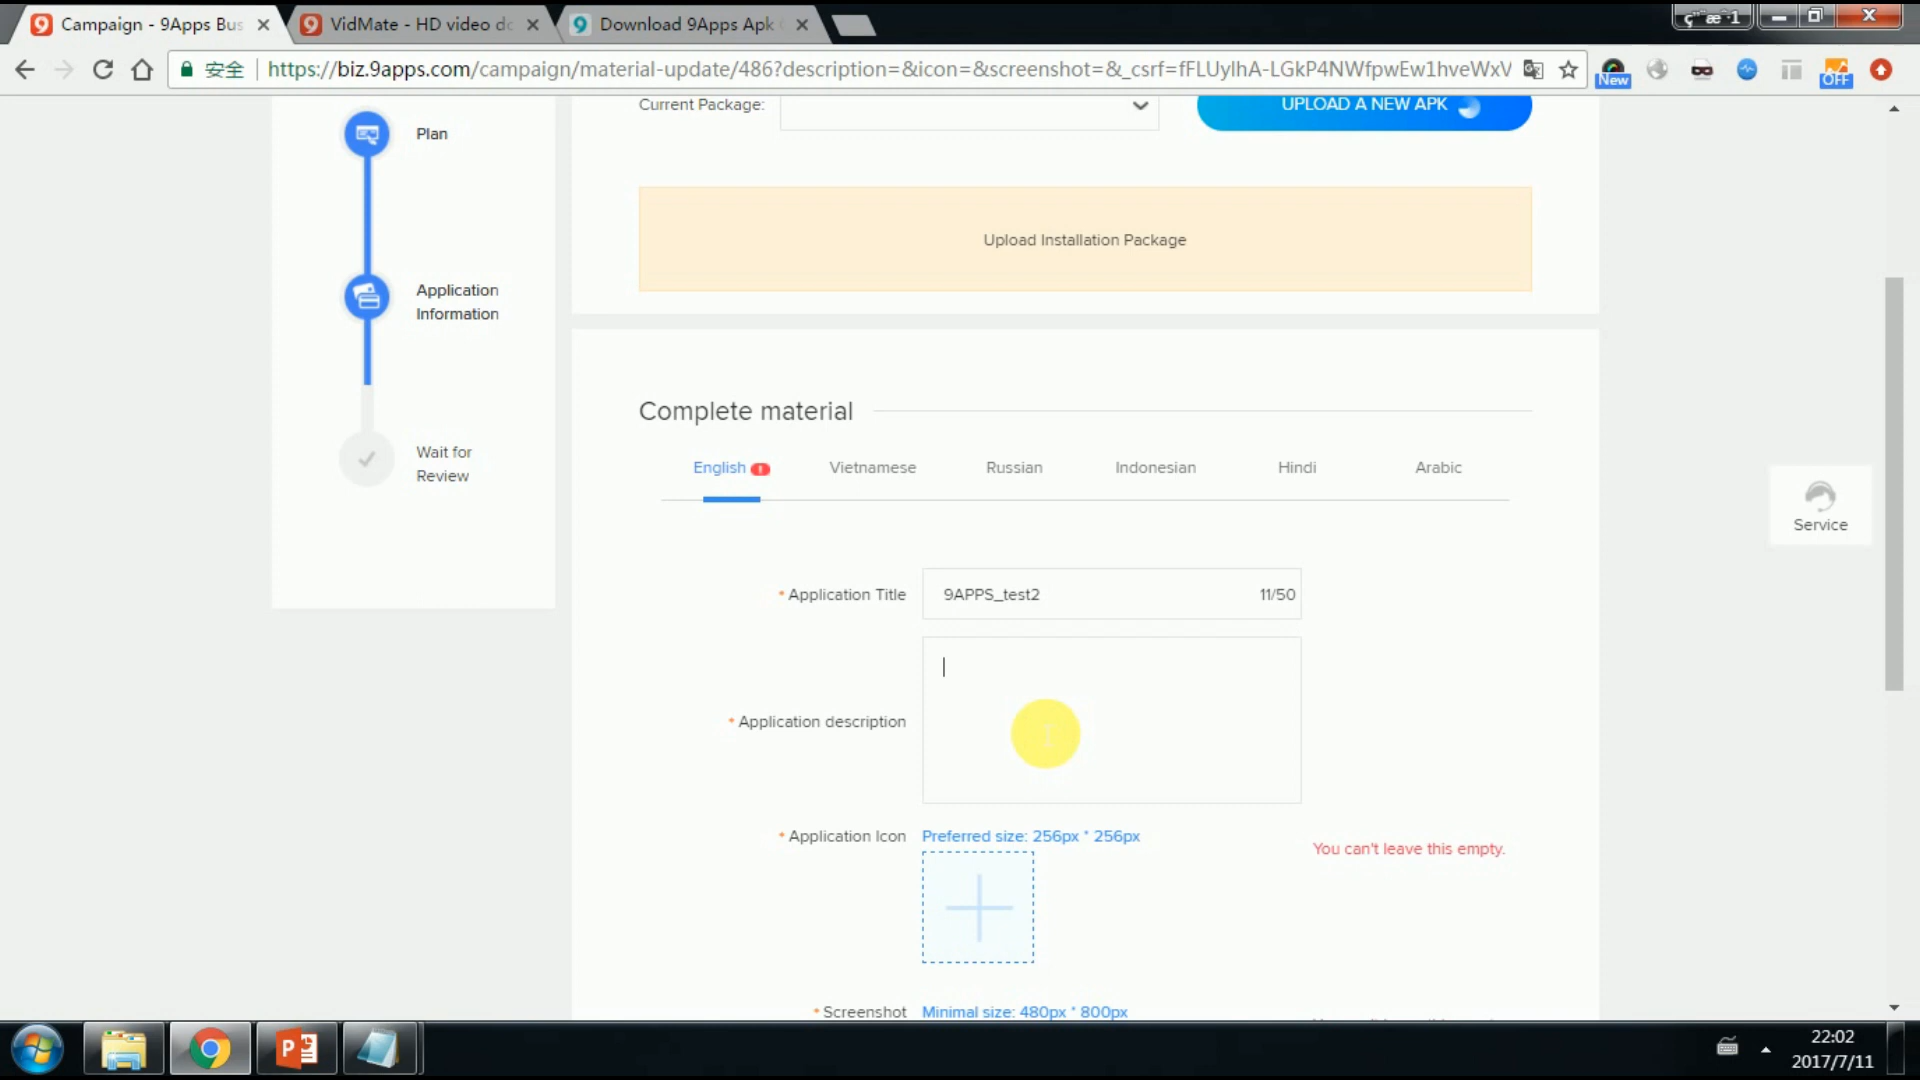 Campaign - 9Apps Bus
VidMate - HD video do
Download 9Apps Apk
安全
https://biz.9apps.com/campaign/material-update/486?description=&icon=&screenshot=&_csrf=
New
OFF
Current Package:
UPLOAD A NEW APK
Plan
Upload Installation Package
Application
Information
Complete material
Wait for
Review
English
Vietnamese
Russian
Indonesian
Hindi
Arabic
Service
* Application Title
9APPS_test2
11/50
* Application description
* Application Icon
Preferred size: 256px * 256px
You can't leave this empty.
* Screenshot
Minimal size: 480px * 800px
22:02
2017/7/11